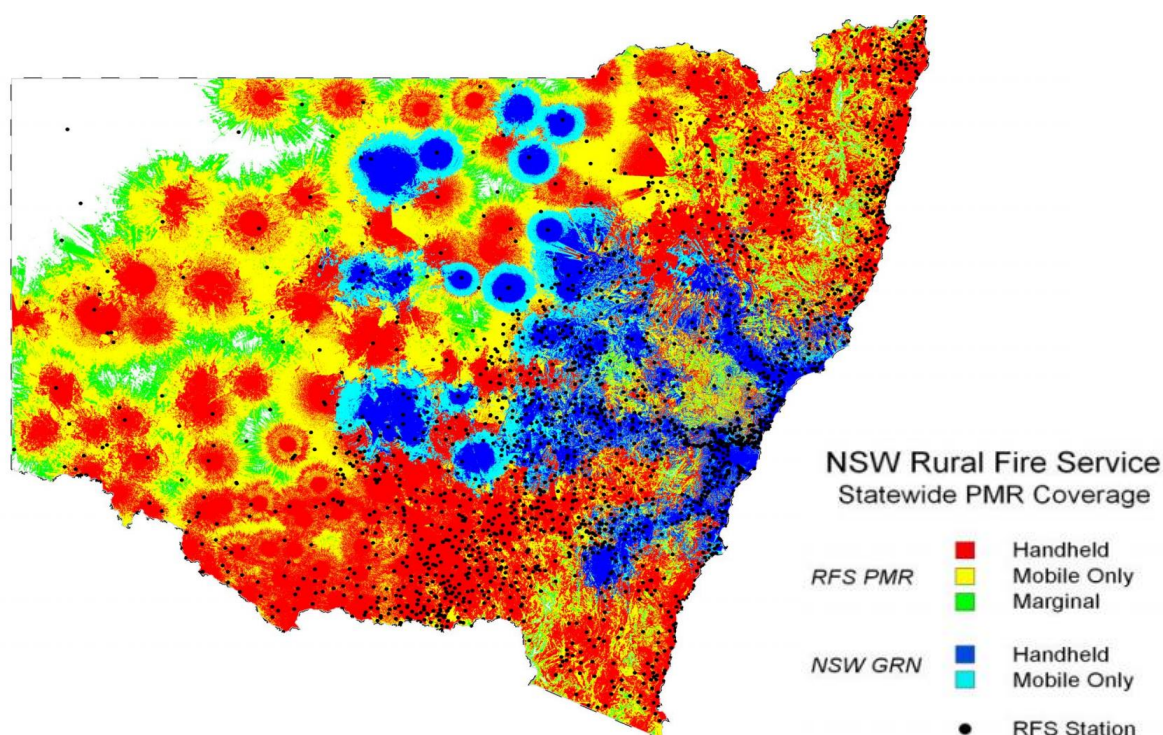 NSW Rural Fire Service
Statewide PMR Coverage
RFS PMR
Handheld
Mobile Only
Marginal
NSW GRN
Handheld
Mobile Only
RFS Station